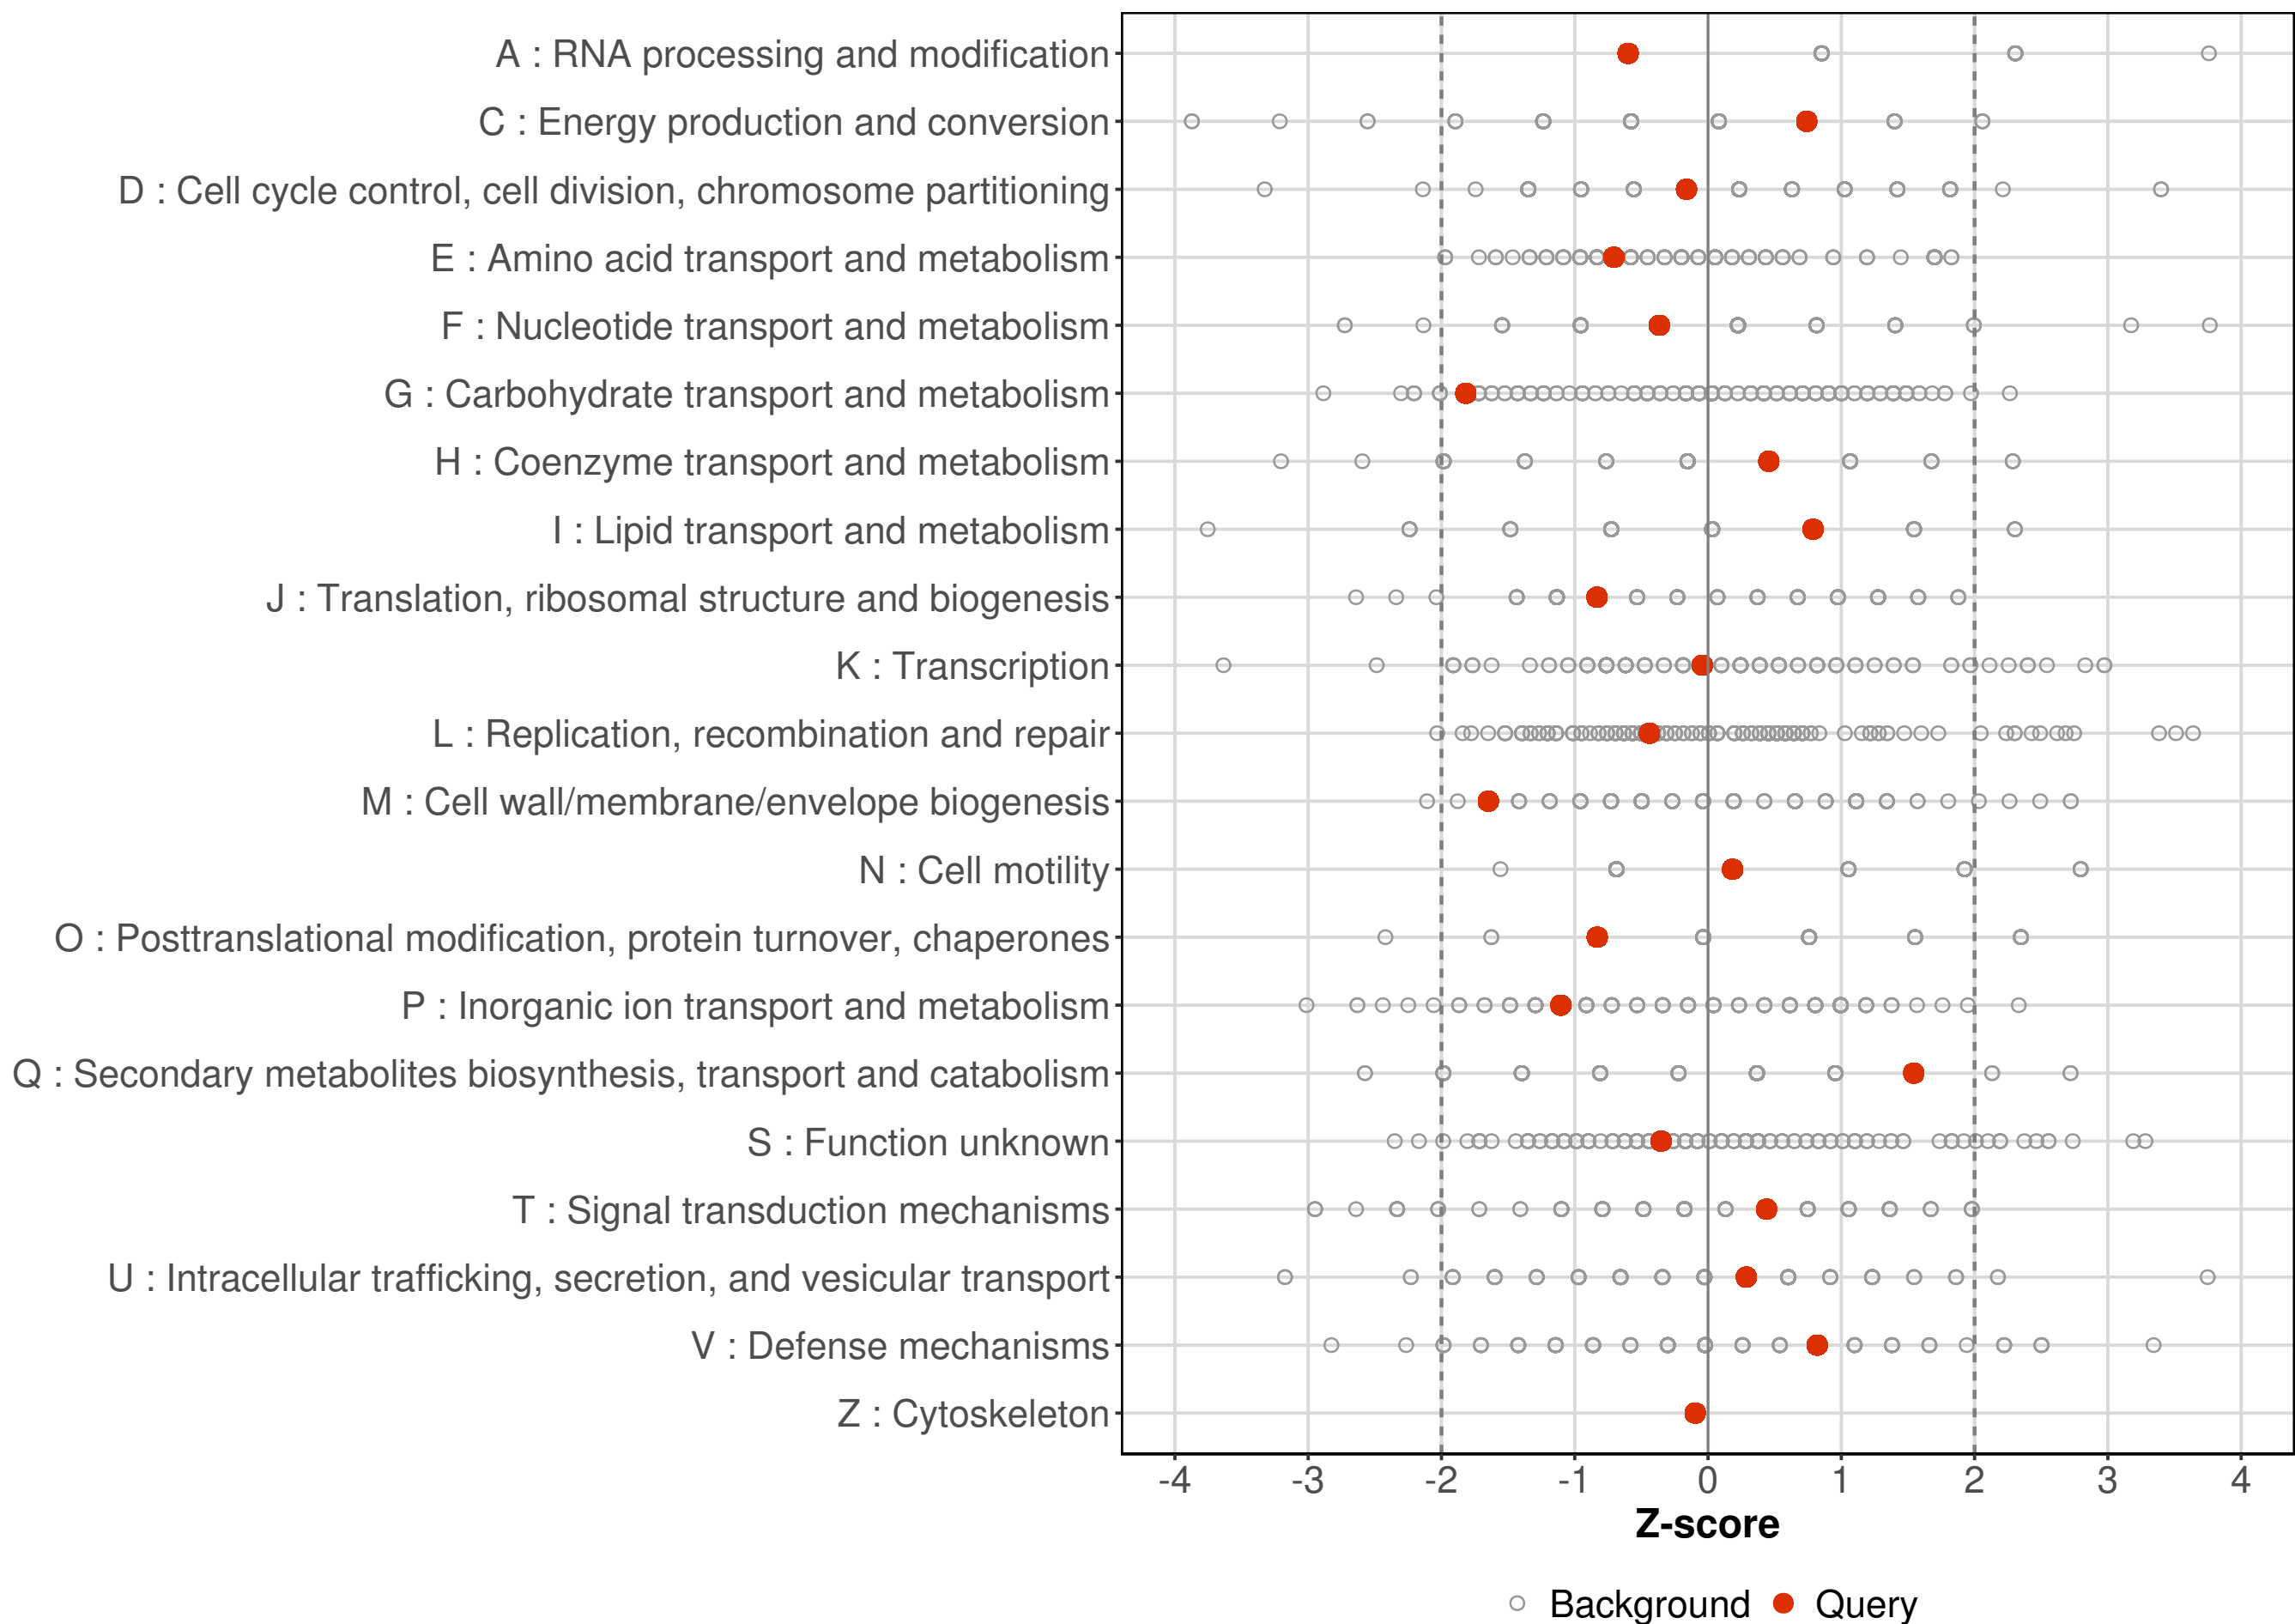 A : RNA processing and modification
C : Energy production and conversion
D : Cell cycle control, cell division, chromosome partitioning
E : Amino acid transport and metabolism
F : Nucleotide transport and metabolism
G : Carbohydrate transport and metabolism
H : Coenzyme transport and metabolism
I : Lipid transport and metabolism
J : Translation, ribosomal structure and biogenesis
K : Transcription
L : Replication, recombination and repair
M : Cell wall/membrane/envelope biogenesis
N : Cell motility
O : Posttranslational modification, protein turnover, chaperones
P : Inorganic ion transport and metabolism
Q : Secondary metabolites biosynthesis, transport and catabolism
S : Function unknown
T : Signal transduction mechanisms
U : Intracellular trafficking, secretion, and vesicular transport
V : Defense mechanisms
Z : Cytoskeleton
-4 -3 -2 -1 0 1 2 3 4
Z-score
Background Query